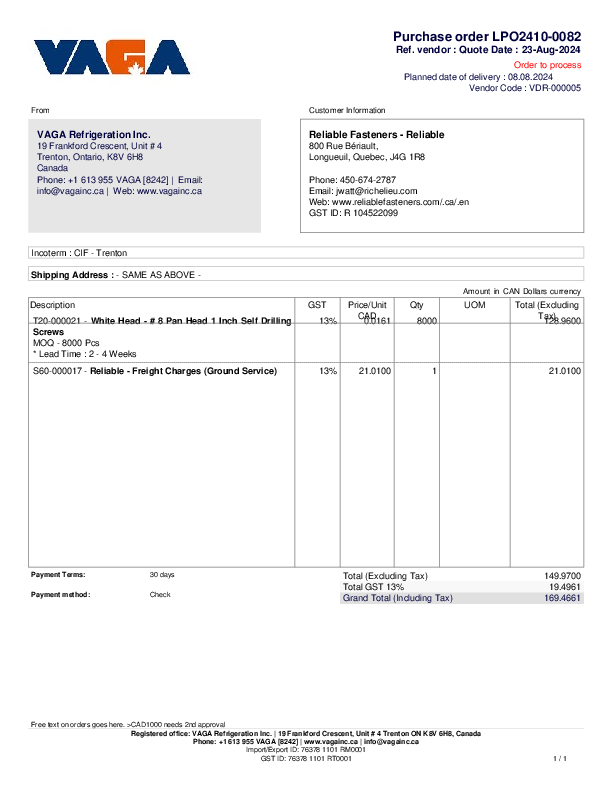 VAGA
Purchase order LPO2410-0082
Ref. vendor : Quote Date : 23-Aug-2024
Order to process
Planned date of delivery : 08.08.2024
Vendor Code : VDR-000005
From
Customer Information
VAGA Refrigeration Inc.
19 Frankford Crescent, Unit # 4
Trenton, Ontario, K8V 6H8
Canada
Phone: +1 613 955 VAGA [8242] | Email:
info@vagainc.ca | Web: www.vagainc.ca
Reliable Fasteners - Reliable
800 Rue Bériault,
Longueuil, Quebec, J4G 1R8
Phone: 450-674-2787
Email: jwatt@richelieu.com
Web: www.reliablefasteners.com/.ca/.en
GST ID: R 104522099
Incoterm : CIF - Trenton
Shipping Address : - SAME AS ABOVE -
Amount in CAN Dollars currency
Description GST Price/Unit CAD Qty UOM Total (Excluding Tax)
T20-000021 - White Head - # 8 Pan Head 1 Inch Self Drilling 13% 0.0161 8000 128.9600
Screws
MOQ - 8000 Pcs
* Lead Time : 2 - 4 Weeks
S60-000017 - Reliable - Freight Charges (Ground Service) 13% 21.0100 1 21.0100
Payment Terms: 30 days
Payment method: Check
Total (Excluding Tax) 149.9700
Total GST 13% 19.4961
Grand Total (Including Tax) 169.4661
Free text on orders goes here. >CAD1000 needs 2nd approval
Registered office: VAGA Refrigeration Inc. | 19 Frankford Crescent, Unit # 4 Trenton ON K8V 6H8, Canada
Phone: +1 613 955 VAGA [8242] | www.vagainc.ca | info@vagainc.ca
Import/Export ID: 76378 1101 RM0001
GST ID: 76378 1101 RT0001
1 / 1